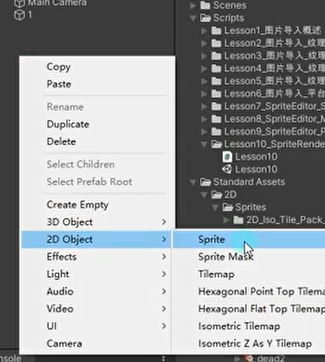 Main Camera
1
Copy
Paste
Rename
Duplicate
Delete
Select Children
Select Prefab Root
Create Empty
3D Object
2D Object
Effects
Light
Audio
Video
UI
Camera
Scenes
Scripts
Lesson1_图片导入概述
Lesson2_图片导入_纹理
Lesson3_图片导入_纹理
Lesson4_图片导入_纹理
Lesson5_图片导入_纹理
Lesson6_图片导入_平台
Lesson7_SpriteEditor_S
Lesson8_SpriteEditor_M
Lesson9_SpriteEditor_P
Lesson10_SpriteRende
Lesson10
Lesson10
Standard Assets
2D
Sprites
2D_Iso_Tile_Pack_
Sprite
Sprite Mask
Tilemap
Hexagonal Point Top Tilema
Hexagonal Flat Top Tilemap
Isometric Tilemap
Isometric Z As Y Tilemap
nsole
dead2